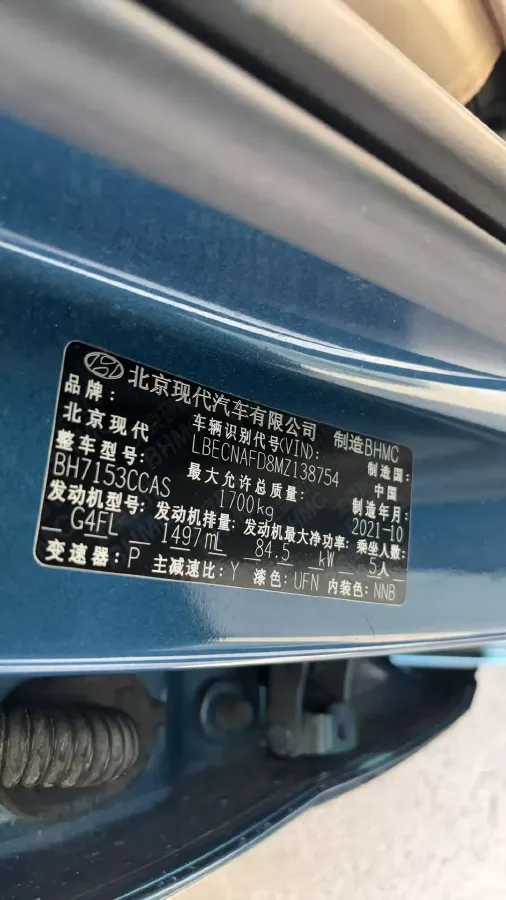 北京现代汽车有限公司 制造BHMC
品牌: 车辆识别代号(VIN): 制造国:
北京现代 LBECNAFD8MZ138754 中国
整车型号: 最大允许总质量: 制造年月:
BH7153CCAS 1700kg 2021-10
发动机型号: 发动机排量: 发动机最大净功率: 乘坐人数:
G4FL 1497mL 84.5 kW 5人
变速器: P 主减速比: Y 漆色: UFN 内装色: NNB